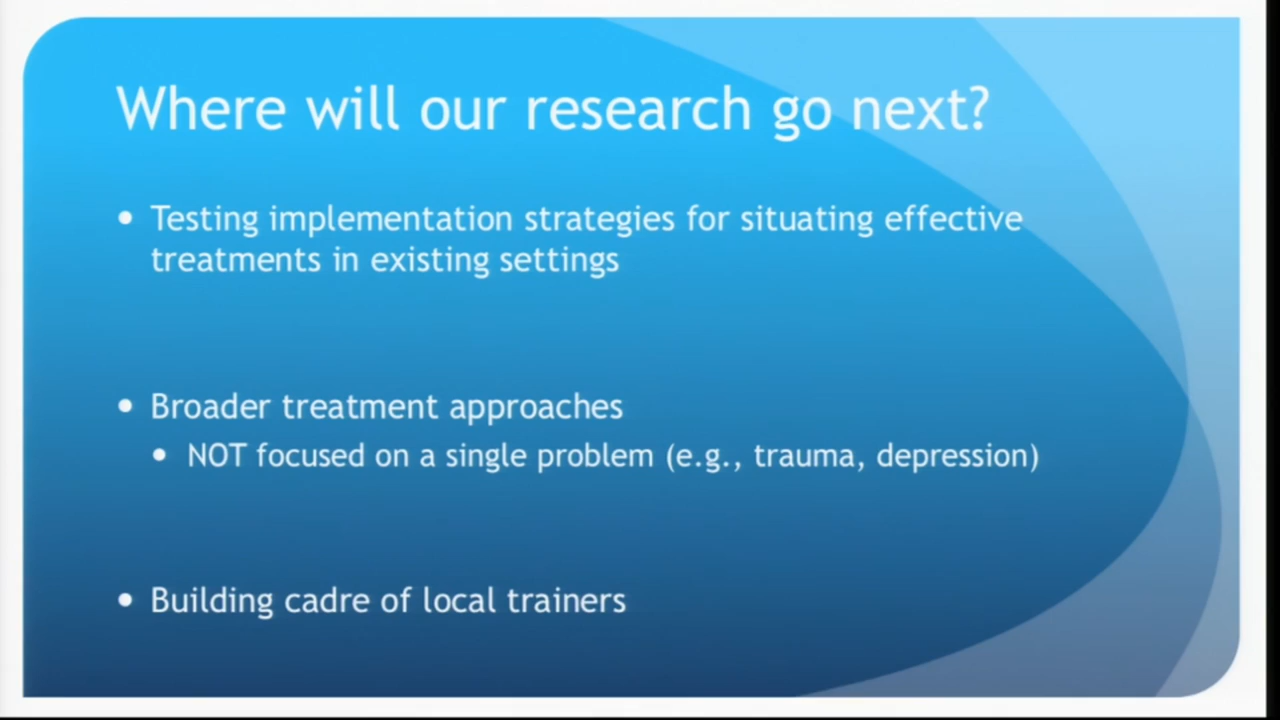 Where will our research go next?
• Testing implementation strategies for situating effective
treatments in existing settings
• Broader treatment approaches
• NOT focused on a single problem (e.g., trauma, depression)
• Building cadre of local trainers